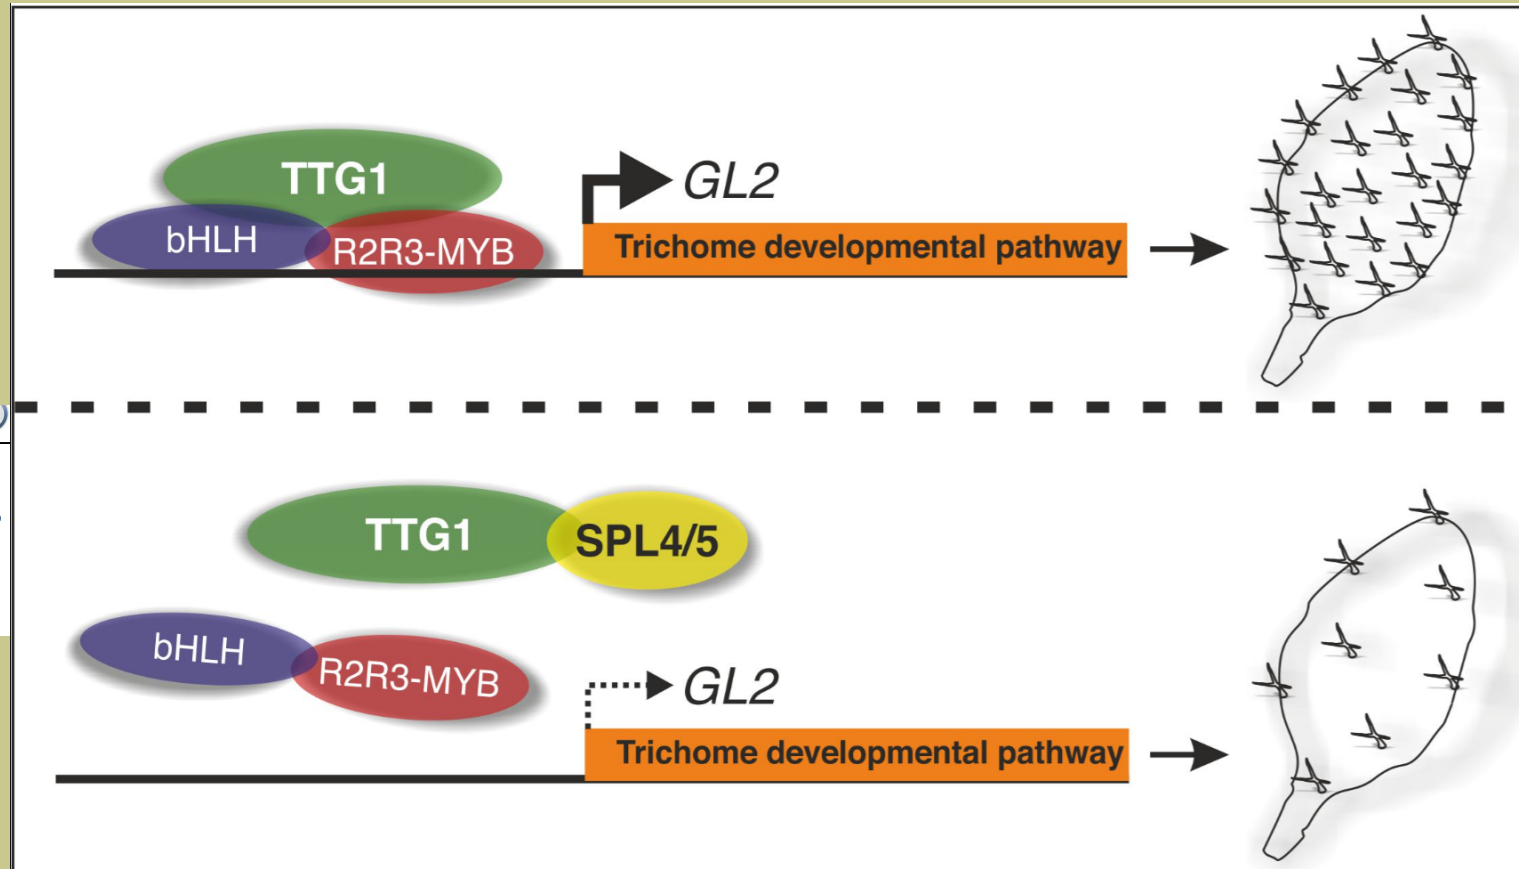 TTG1
bHLH
R2R3-MYB
GL2
Trichome developmental pathway
TTG1
SPL4/5
bHLH
R2R3-MYB
GL2
Trichome developmental pathway